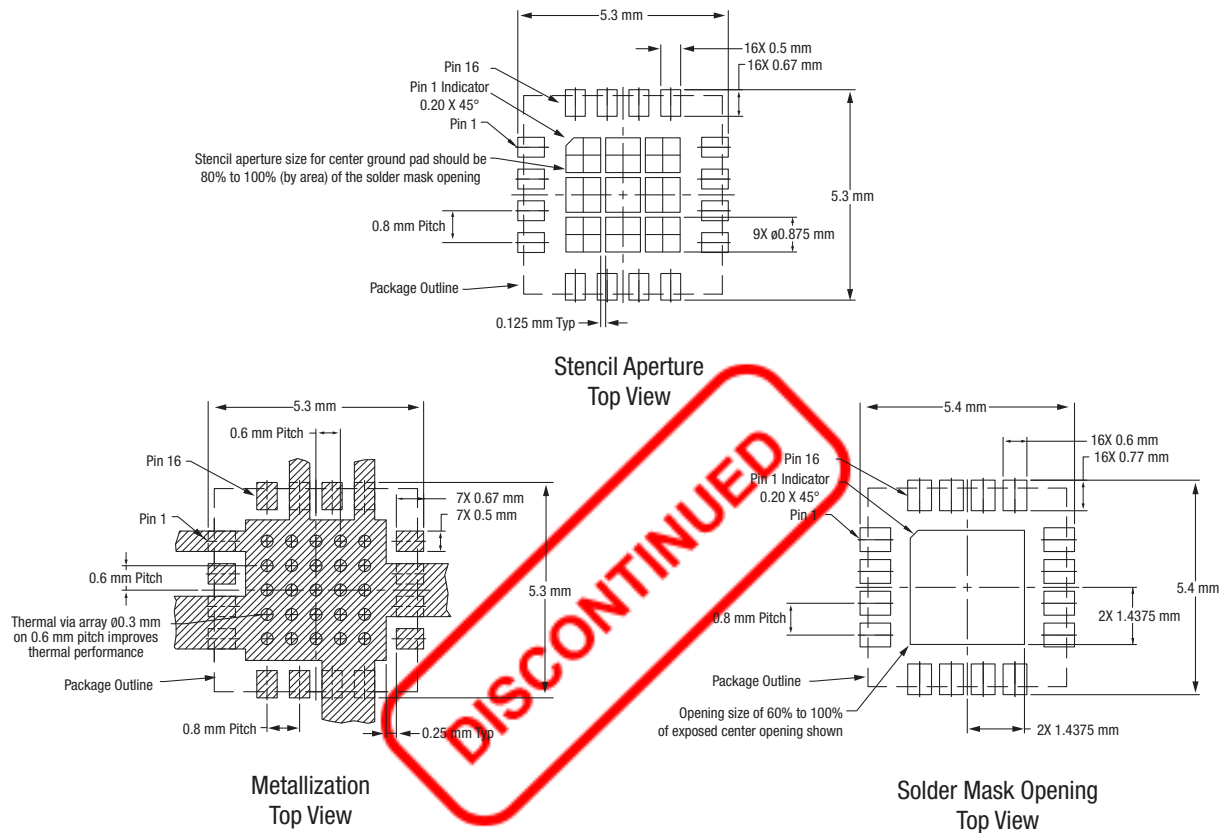 5.3 mm
16X 0.5 mm
16X 0.67 mm
Pin 16
Pin 1 Indicator
0.20 X 45°
Pin 1
Stencil aperture size for center ground pad should be
80% to 100% (by area) of the solder mask opening
5.3 mm
0.8 mm Pitch
9X ø0.875 mm
Package Outline
0.125 mm Typ
Stencil Aperture
Top View
5.3 mm
0.6 mm Pitch
Pin 16
7X 0.67 mm
7X 0.5 mm
Pin 1
0.6 mm Pitch
5.3 mm
Thermal via array ø0.3 mm
on 0.6 mm pitch improves
thermal performance
Package Outline
0.8 mm Pitch
0.25 mm Typ
Metallization
Top View
DISCONTINUED
5.4 mm
16X 0.6 mm
16X 0.77 mm
Pin 16
Pin 1 Indicator
0.20 X 45°
Pin 1
5.4 mm
0.8 mm Pitch
2X 1.4375 mm
Package Outline
Opening size of 60% to 100%
of exposed center opening shown
2X 1.4375 mm
Solder Mask Opening
Top View